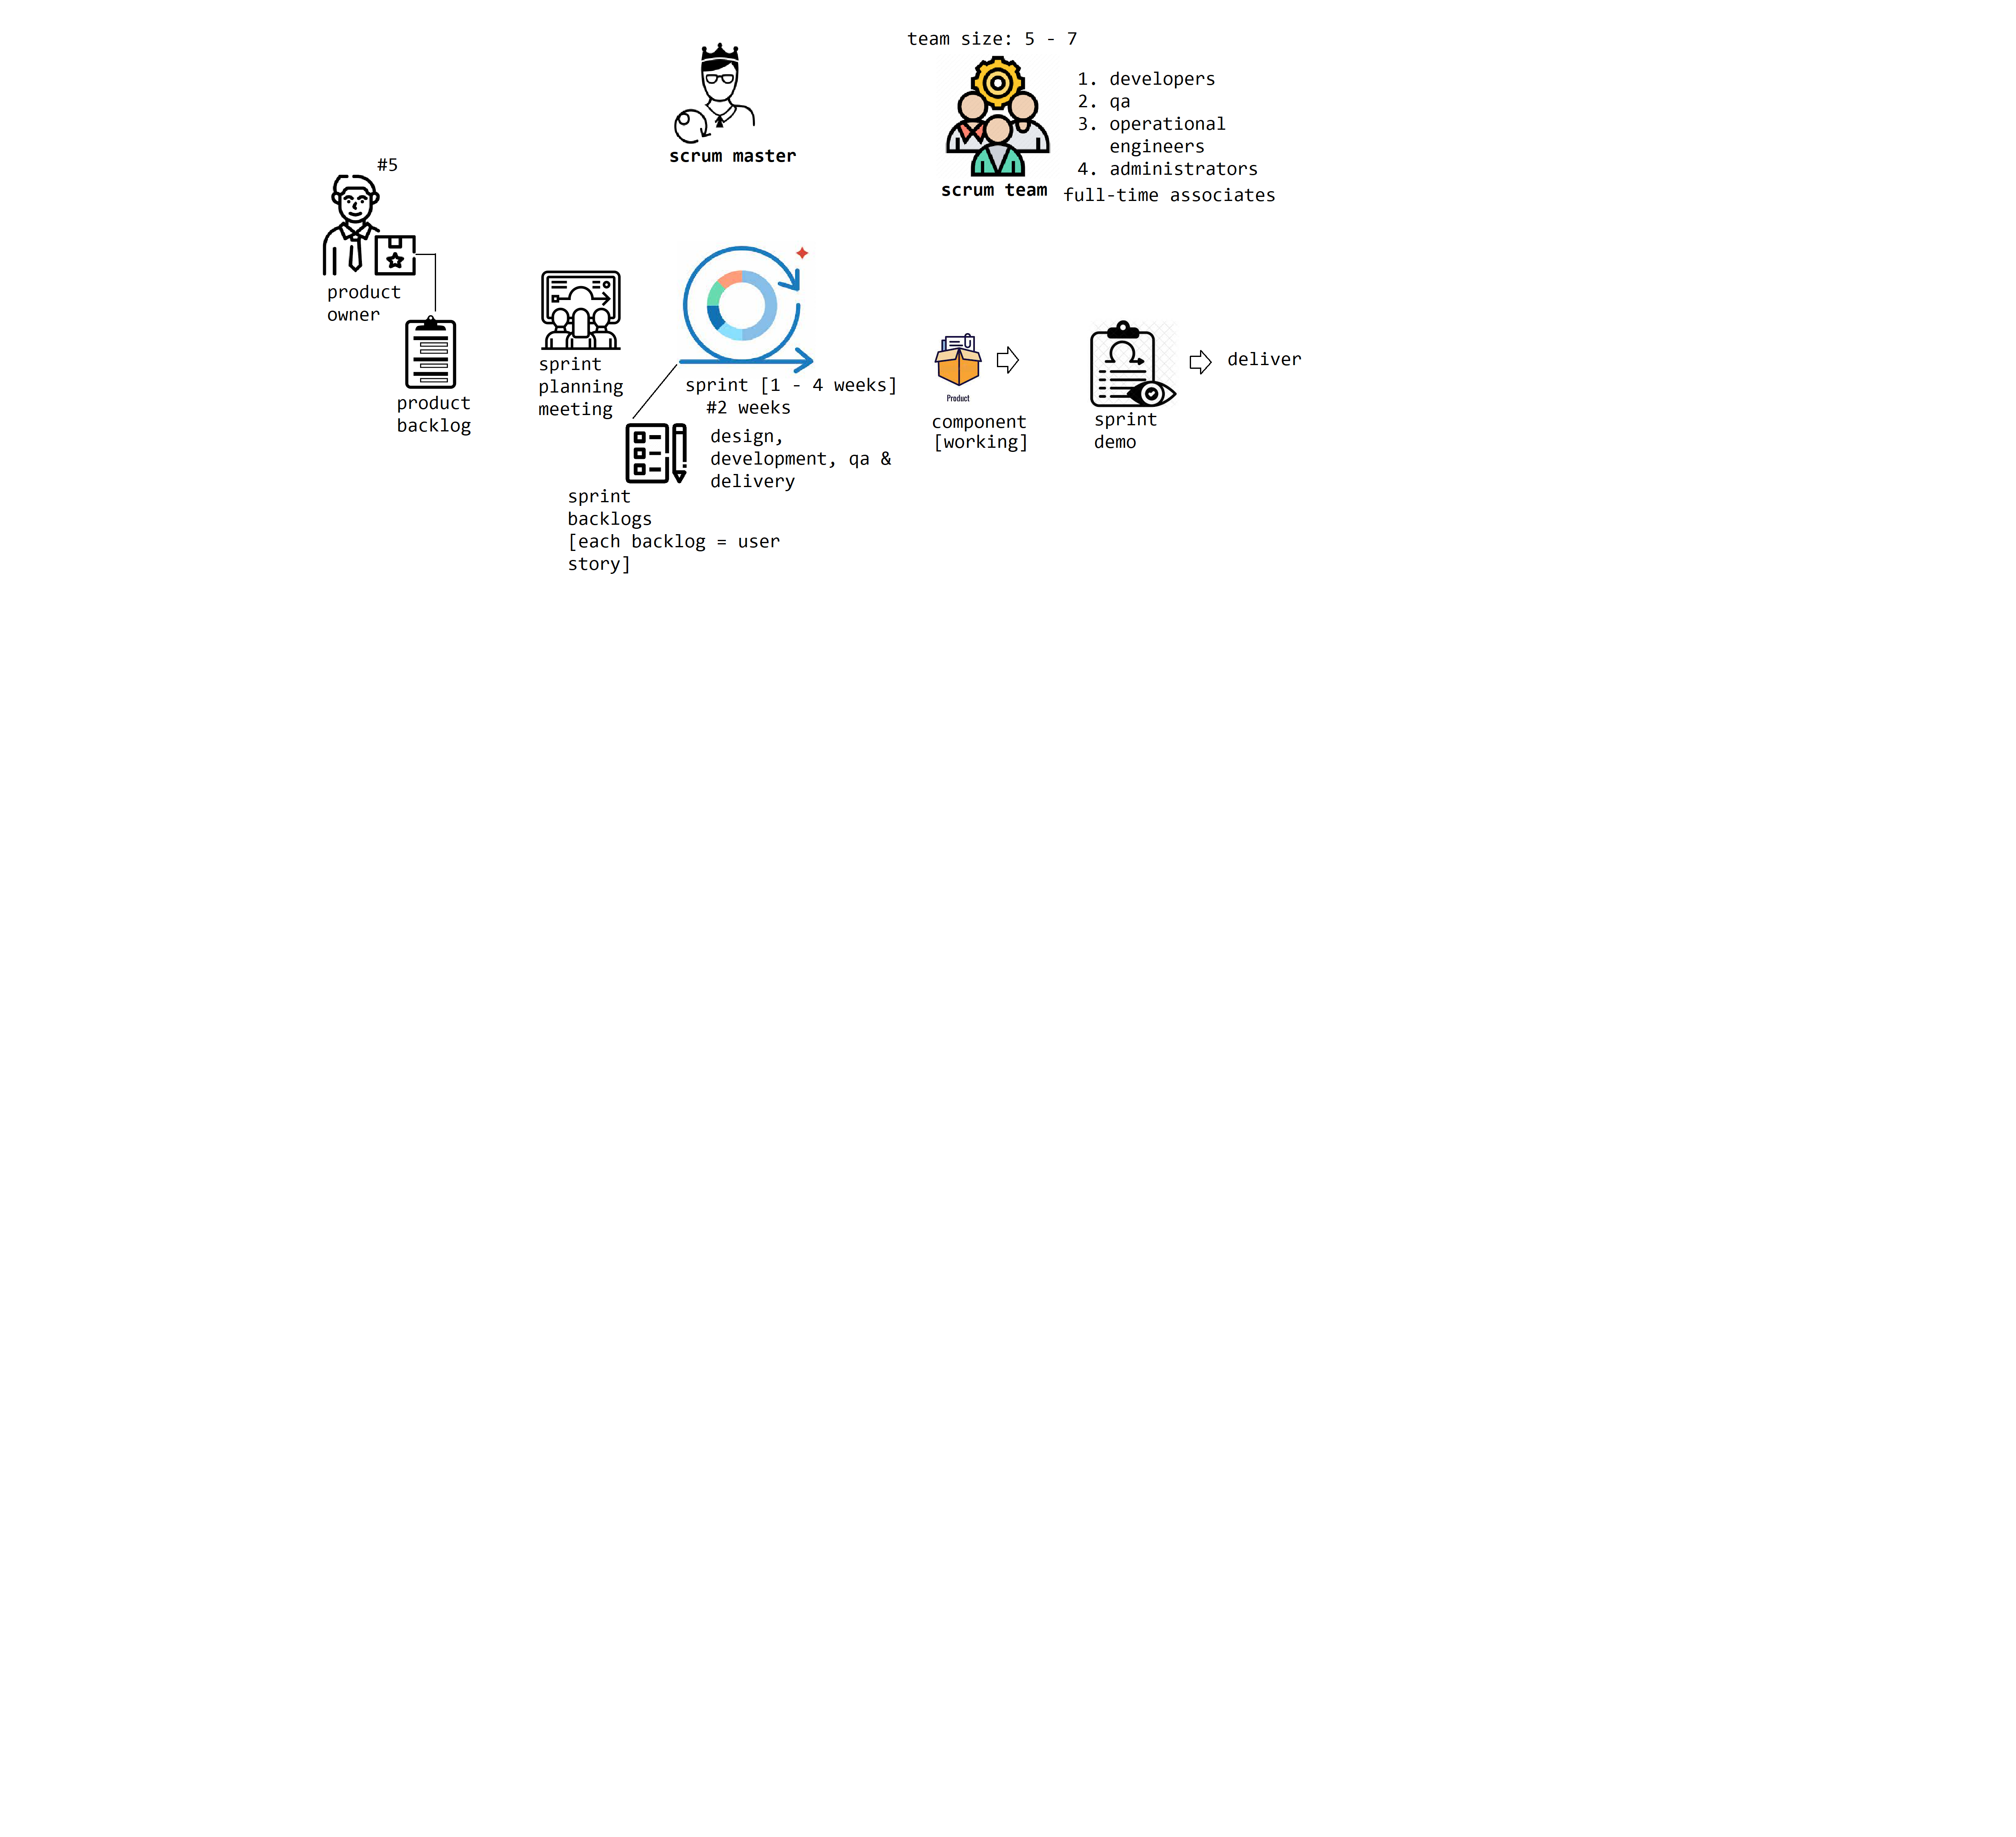 team size: 5 - 7
1. developers
2. qa
3. operational
engineers
4. administrators
scrum master
scrum team
full-time associates
#5
product
owner
product
backlog
sprint
planning
meeting
sprint [1 - 4 weeks]
#2 weeks
design,
development, qa &
delivery
sprint
backlogs
[each backlog = user
story]
Product
component
[working]
sprint
demo
deliver